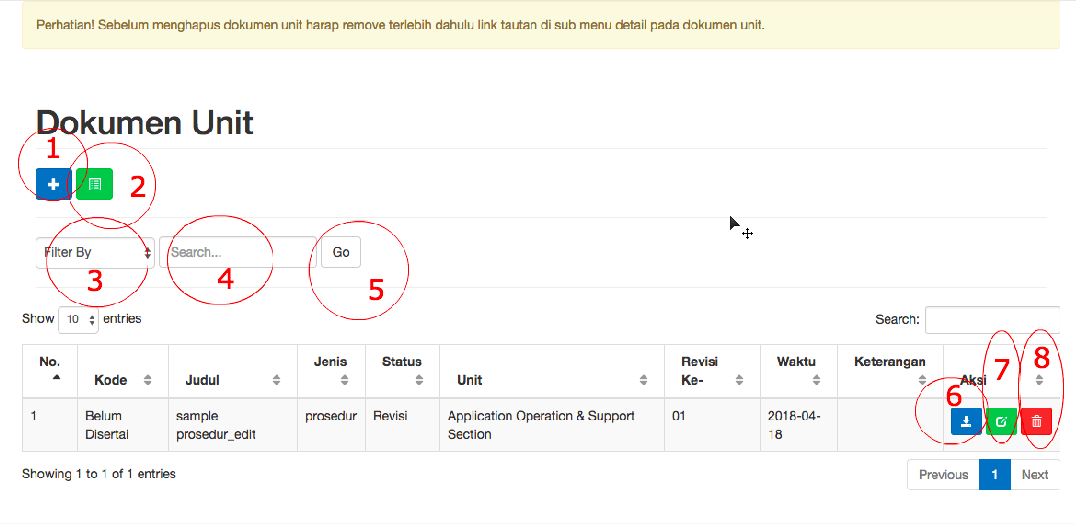 Perhatian! Sebelum menghapus dokumen unit harap remove terlebih dahulu link tautan di sub menu detail pada dokumen unit.
Dokumen Unit
1
2
Filter By Search... Go
3 4 5
Show 10 entries Search:
No. Kode Judul Jenis Status Unit Revisi Ke- Waktu Keterangan Aksi
6 7 8
1 Belum Disertai sample prosedur_edit prosedur Revisi Application Operation & Support Section 01 2018-04-18
Showing 1 to 1 of 1 entries Previous 1 Next